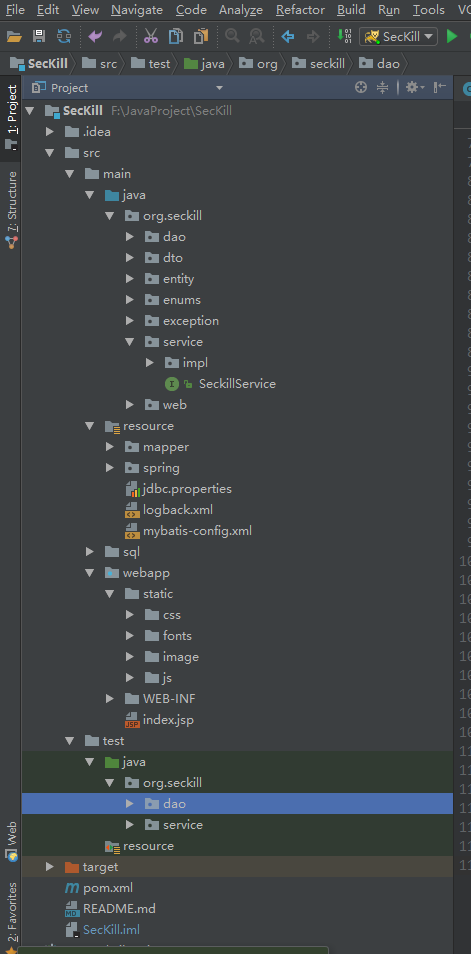 File Edit View Navigate Code Analyze Refactor Build Run Tools VC
SecKill
SecKill src test java org seckill dao
Project
SecKill F:\JavaProject\SecKill
.idea
src
main
java
org.seckill
dao
dto
entity
enums
exception
service
impl
SeckillService
web
resource
mapper
spring
jdbc.properties
logback.xml
mybatis-config.xml
sql
webapp
static
css
fonts
image
js
WEB-INF
index.jsp
test
java
org.seckill
dao
service
resource
target
pom.xml
README.md
SecKill.iml
1: Project
7: Structure
Web
2: Favorites